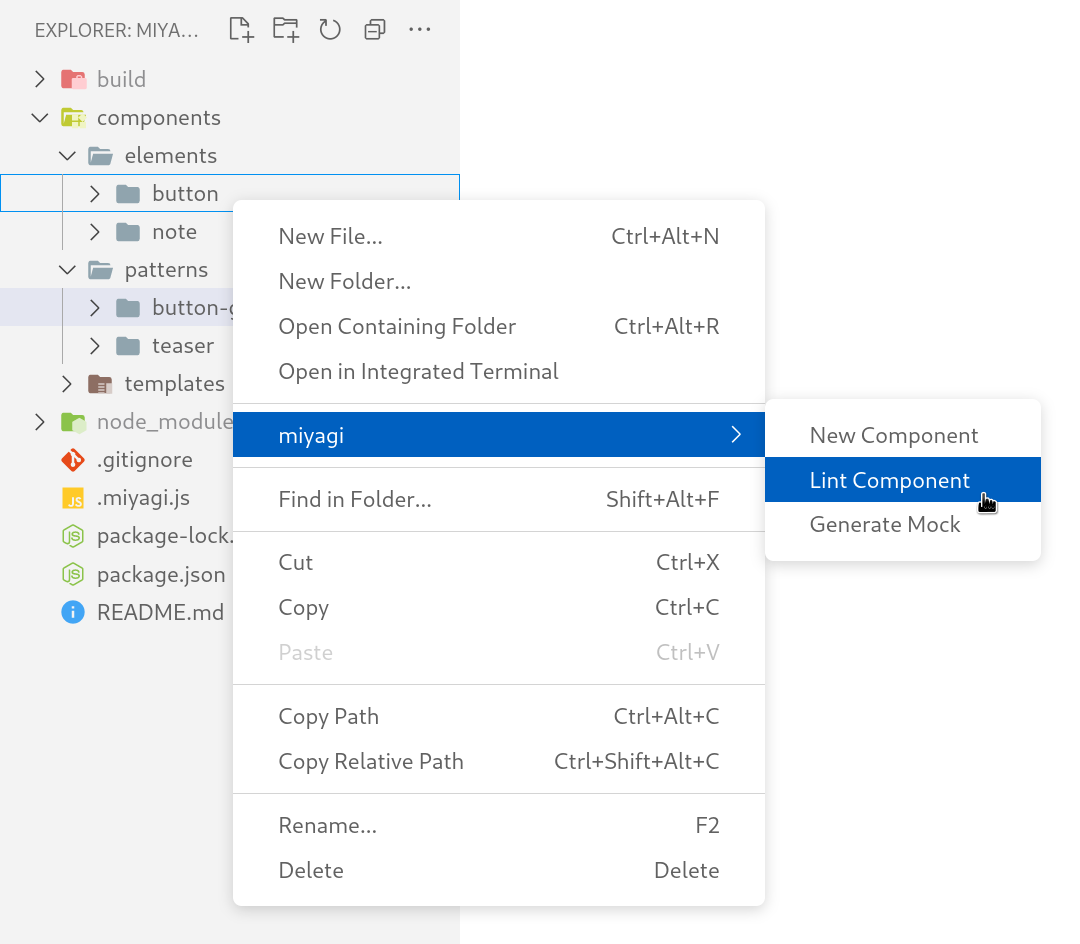 EXPLORER: MIYA...
build
components
elements
button
note
patterns
button-g
teaser
templates
node_module
.gitignore
.miyagi.js
package-lock.
package.json
README.md
New File... Ctrl+Alt+N
New Folder...
Open Containing Folder Ctrl+Alt+R
Open in Integrated Terminal
miyagi
Find in Folder... Shift+Alt+F
Cut Ctrl+X
Copy Ctrl+C
Paste Ctrl+V
Copy Path Ctrl+Alt+C
Copy Relative Path Ctrl+Shift+Alt+C
Rename... F2
Delete Delete
New Component
Lint Component
Generate Mock